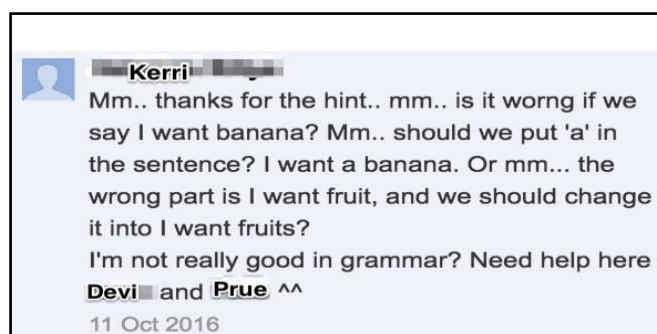 Kerri
Mm.. thanks for the hint.. mm.. is it worng if we
say I want banana? Mm.. should we put 'a' in
the sentence? I want a banana. Or mm... the
wrong part is I want fruit, and we should change
it into I want fruits?
I'm not really good in grammar? Need help here
Devi and Prue ^^
11 Oct 2016